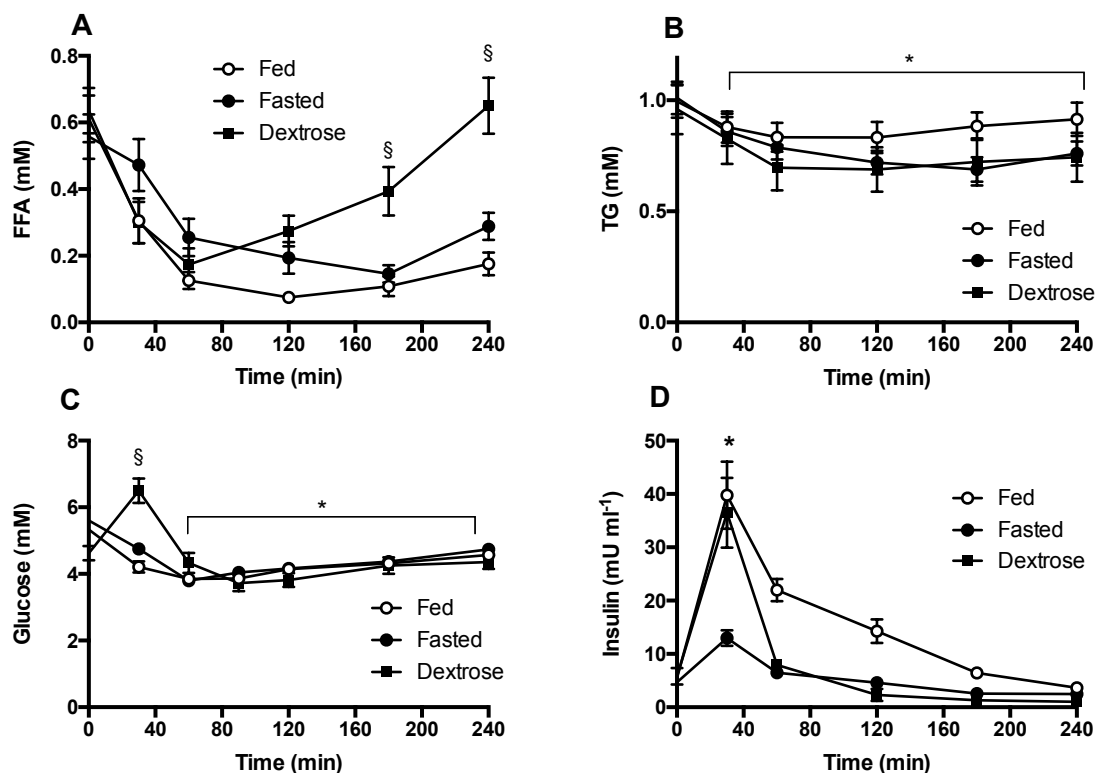 A
FFA (mM)
0.8
0.6
0.4
0.2
0.0
§
§
Fed
Fasted
Dextrose
0 40 80 120 160 200 240
Time (min)
B
TG (mM)
1.0
0.5
0.0
*
Fed
Fasted
Dextrose
0 40 80 120 160 200 240
Time (min)
C
Glucose (mM)
8
6
4
2
0
§
*
Fed
Fasted
Dextrose
0 40 80 120 160 200 240
Time (min)
D
Insulin (mU ml-1)
50
40
30
20
10
0
*
Fed
Fasted
Dextrose
0 40 80 120 160 200 240
Time (min)